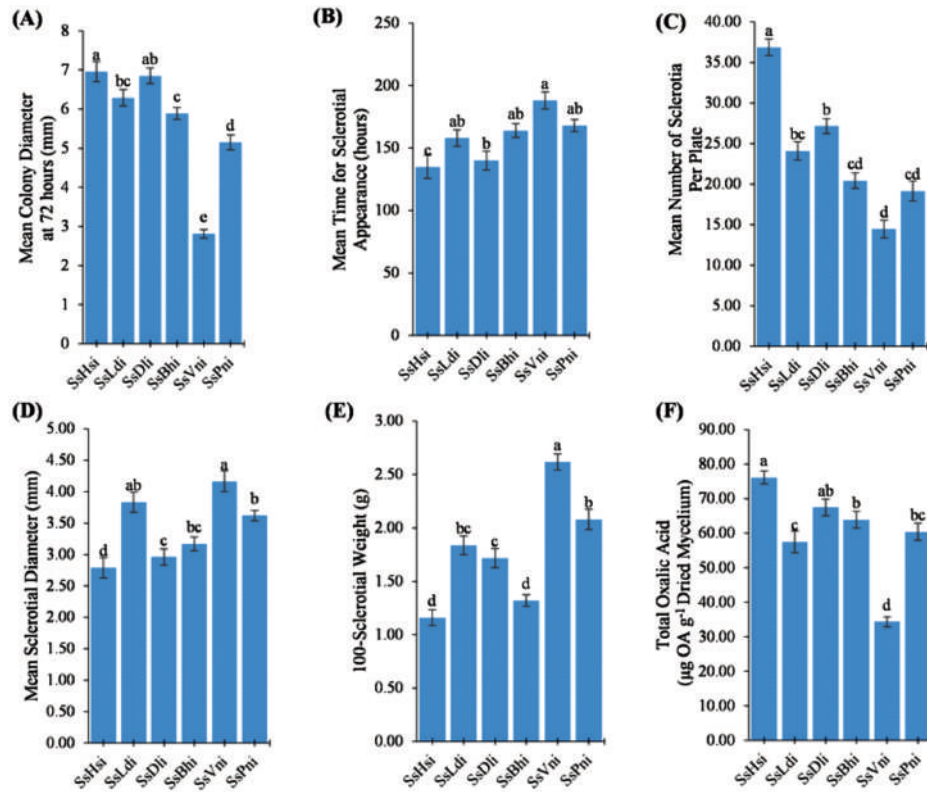 (A)
Mean Colony Diameter
at 72 hours (mm)
8
7
6
5
4
3
2
1
0
a
bc
ab
c
e
d
SsHsi
SsLdi
SsDli
SsBhi
SsVni
SsPni
(B)
Mean Time for Sclerotial
Appearance (hours)
250
200
150
100
50
0
c
ab
b
ab
a
ab
SsHsi
SsLdi
SsDli
SsBhi
SsVni
SsPni
(C)
Mean Number of Sclerotia
Per Plate
40.00
35.00
30.00
25.00
20.00
15.00
10.00
5.00
0.00
a
bc
b
cd
d
cd
SsHsi
SsLdi
SsDli
SsBhi
SsVni
SsPni
(D)
Mean Sclerotial Diameter (mm)
5.00
4.50
4.00
3.50
3.00
2.50
2.00
1.50
1.00
0.50
0.00
d
ab
c
bc
a
b
SsHsi
SsLdi
SsDli
SsBhi
SsVni
SsPni
(E)
100-Sclerotial Weight (g)
3.00
2.50
2.00
1.50
1.00
0.50
0.00
d
bc
c
d
a
b
SsHsi
SsLdi
SsDli
SsBhi
SsVni
SsPni
(F)
Total Oxalic Acid
(µg OA g⁻¹ Dried Mycelium)
90.00
80.00
70.00
60.00
50.00
40.00
30.00
20.00
10.00
0.00
a
c
ab
b
d
bc
SsHsi
SsLdi
SsDli
SsBhi
SsVni
SsPni